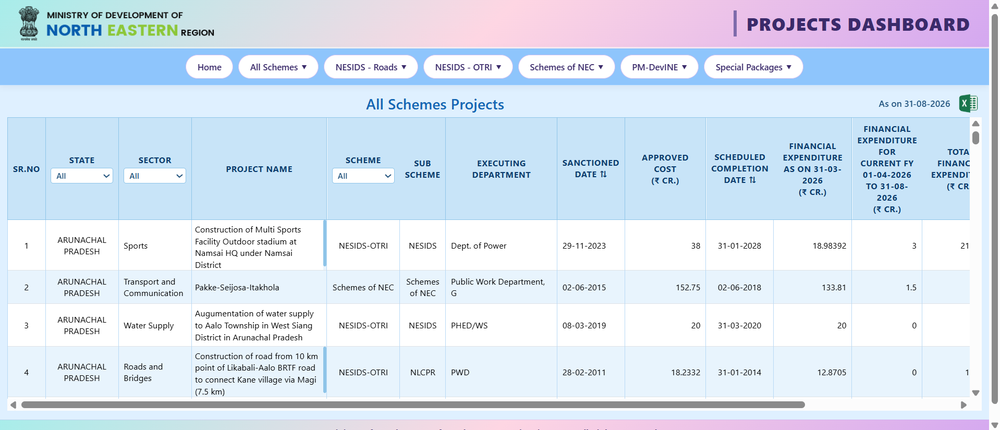 MINISTRY OF DEVELOPMENT OF
NORTH EASTERN REGION
सत्यमेव जयते
PROJECTS DASHBOARD
Home
All Schemes ▼
NESIDS - Roads ▼
NESIDS - OTRI ▼
Schemes of NEC ▼
PM-DevINE ▼
Special Packages ▼
All Schemes Projects
As on 31-08-2026
SR.NO
STATE
All
SECTOR
All
PROJECT NAME
SCHEME
All
SUB
SCHEME
EXECUTING
DEPARTMENT
SANCTIONED
DATE ⇅
APPROVED
COST
(₹ CR.)
SCHEDULED
COMPLETION
DATE ⇅
FINANCIAL
EXPENDITURE
AS ON 31-03-
2026
(₹ CR.)
FINANCIAL
EXPENDITURE
FOR
CURRENT FY
01-04-2026
TO 31-08-
2026
(₹ CR.)
TOTA
FINANC
EXPENDI
(₹ CR
1
ARUNACHAL
PRADESH
Sports
Construction of Multi Sports
Facility Outdoor stadium at
Namsai HQ under Namsai
District
NESIDS-OTRI
NESIDS
Dept. of Power
29-11-2023
38
31-01-2028
18.98392
3
21
2
ARUNACHAL
PRADESH
Transport and
Communication
Pakke-Seijosa-Itakhola
Schemes of NEC
Schemes
of NEC
Public Work Department,
G
02-06-2015
152.75
02-06-2018
133.81
1.5
3
ARUNACHAL
PRADESH
Water Supply
Augumentation of water supply
to Aalo Township in West Siang
District in Arunachal Pradesh
NESIDS-OTRI
NESIDS
PHED/WS
08-03-2019
20
31-03-2020
20
0
4
ARUNACHAL
PRADESH
Roads and
Bridges
Construction of road from 10 km
point of Likabali-Aalo BRTF road
to connect Kane village via Magi
(7.5 km)
NESIDS-OTRI
NLCPR
PWD
28-02-2011
18.2332
31-01-2014
12.8705
0
1